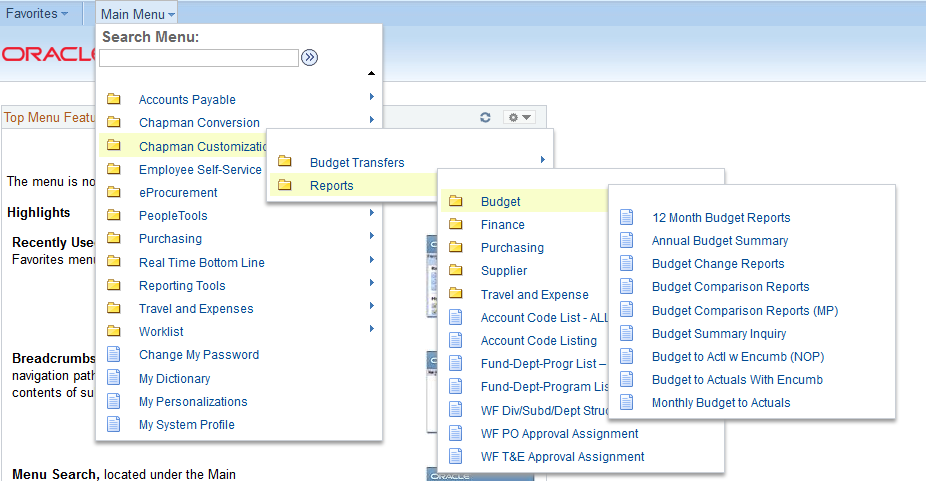 Favorites
Main Menu
Search Menu:
ORACLE
Top Menu Featu
Accounts Payable
Chapman Conversion
Chapman Customizatio
Employee Self-Service
eProcurement
PeopleTools
Purchasing
Real Time Bottom Line
Reporting Tools
Travel and Expenses
Worklist
Change My Password
My Dictionary
My Personalizations
My System Profile
Budget Transfers
Reports
Budget
Finance
Purchasing
Supplier
Travel and Expense
Account Code List - ALL
Account Code Listing
Fund-Dept-Progr List –
Fund-Dept-Program Lis
WF Div/Subd/Dept Struc
WF PO Approval Assignment
WF T&E Approval Assignment
12 Month Budget Reports
Annual Budget Summary
Budget Change Reports
Budget Comparison Reports
Budget Comparison Reports (MP)
Budget Summary Inquiry
Budget to Actl w Encumb (NOP)
Budget to Actuals With Encumb
Monthly Budget to Actuals
The menu is no
Highlights
Recently Used
Favorites menu
Breadcrumbs
navigation path
contents of su
Menu Search, located under the Main
ORACLE